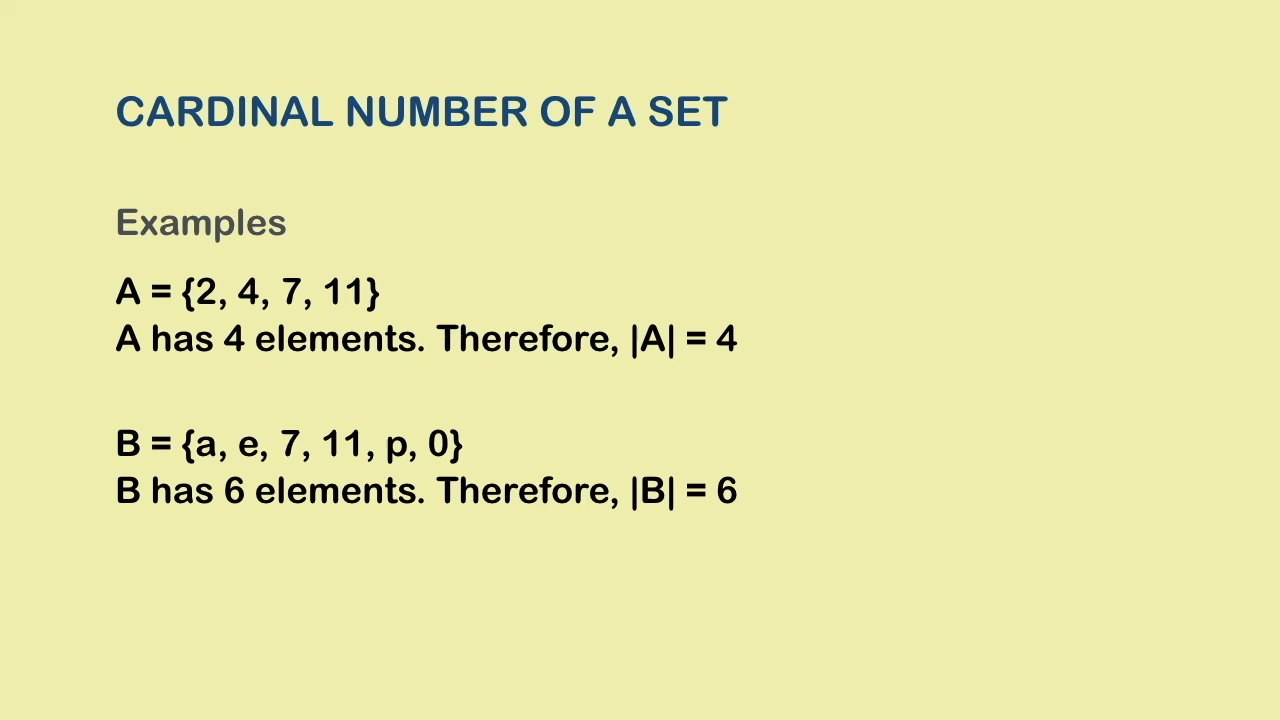 CARDINAL NUMBER OF A SET
Examples
A = {2, 4, 7, 11}
A has 4 elements. Therefore, |A| = 4
B = {a, e, 7, 11, p, 0}
B has 6 elements. Therefore, |B| = 6